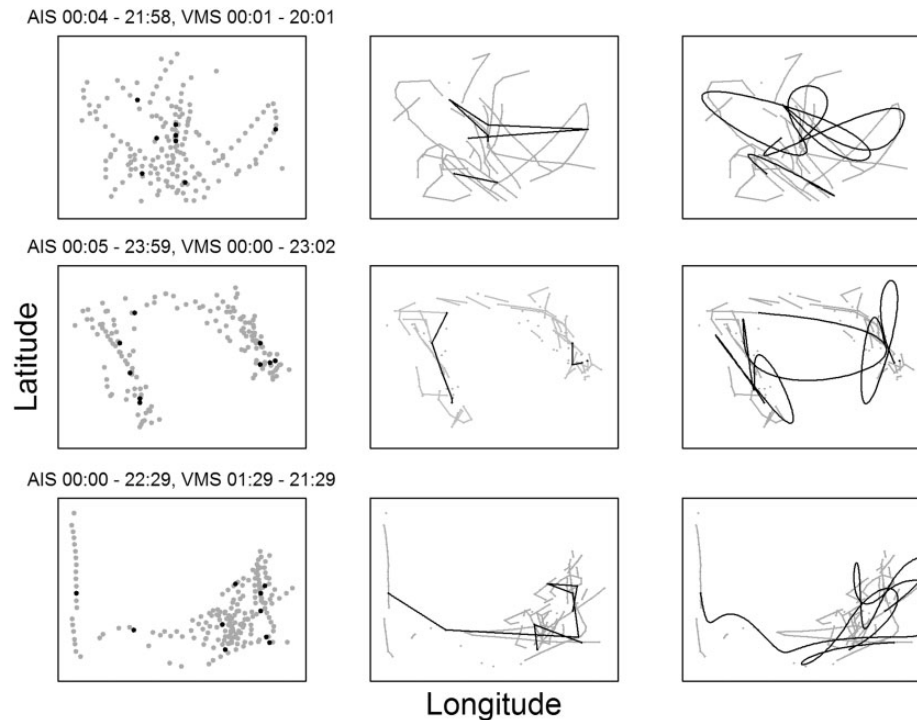 AIS 00:04 - 21:58, VMS 00:01 - 20:01
AIS 00:05 - 23:59, VMS 00:00 - 23:02
Latitude
AIS 00:00 - 22:29, VMS 01:29 - 21:29
Longitude